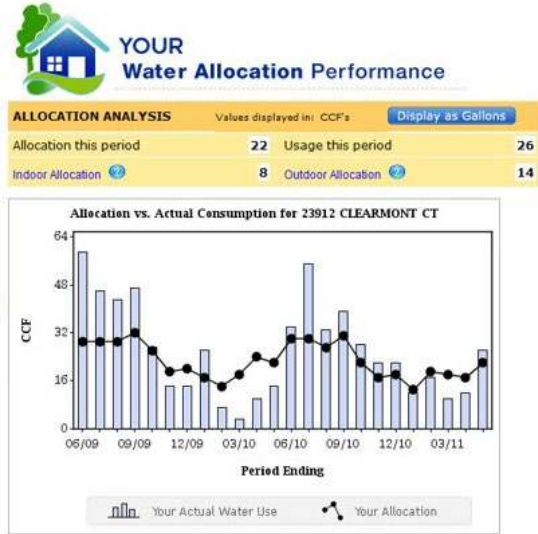 YOUR
Water Allocation Performance
ALLOCATION ANALYSIS Values displayed in: CCF's Display as Gallons
Allocation this period 22 Usage this period 26
Indoor Allocation ? 8 Outdoor Allocation ? 14
Allocation vs. Actual Consumption for 23912 CLEARMONT CT
64
48
32
16
0
CCF
06/09 09/09 12/09 03/10 06/10 09/10 12/10 03/11
Period Ending
Your Actual Water Use Your Allocation